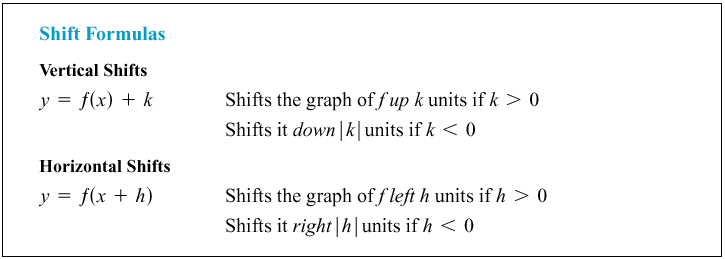 Shift Formulas
Vertical Shifts
y = f(x) + k Shifts the graph of f up k units if k > 0
Shifts it down |k| units if k < 0
Horizontal Shifts
y = f(x + h) Shifts the graph of f left h units if h > 0
Shifts it right |h| units if h < 0